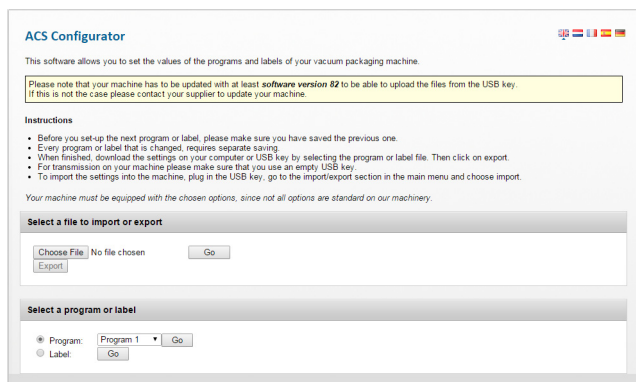 ACS Configurator
This software allows you to set the values of the programs and labels of your vacuum packaging machine.
Please note that your machine has to be updated with at least software version 82 to be able to upload the files from the USB key.
If this is not the case please contact your supplier to update your machine.
Instructions
• Before you set-up the next program or label, please make sure you have saved the previous one.
• Every program or label that is changed, requires separate saving.
• When finished, download the settings on your computer or USB key by selecting the program or label file. Then click on export.
• For transmission on your machine please make sure that you use an empty USB key.
• To import the settings into the machine, plug in the USB key, go to the import/export section in the main menu and choose import.
Your machine must be equipped with the chosen options, since not all options are standard on our machinery.
Select a file to import or export
Choose File No file chosen Go
Export
Select a program or label
Program: Program 1 Go
Label: Go